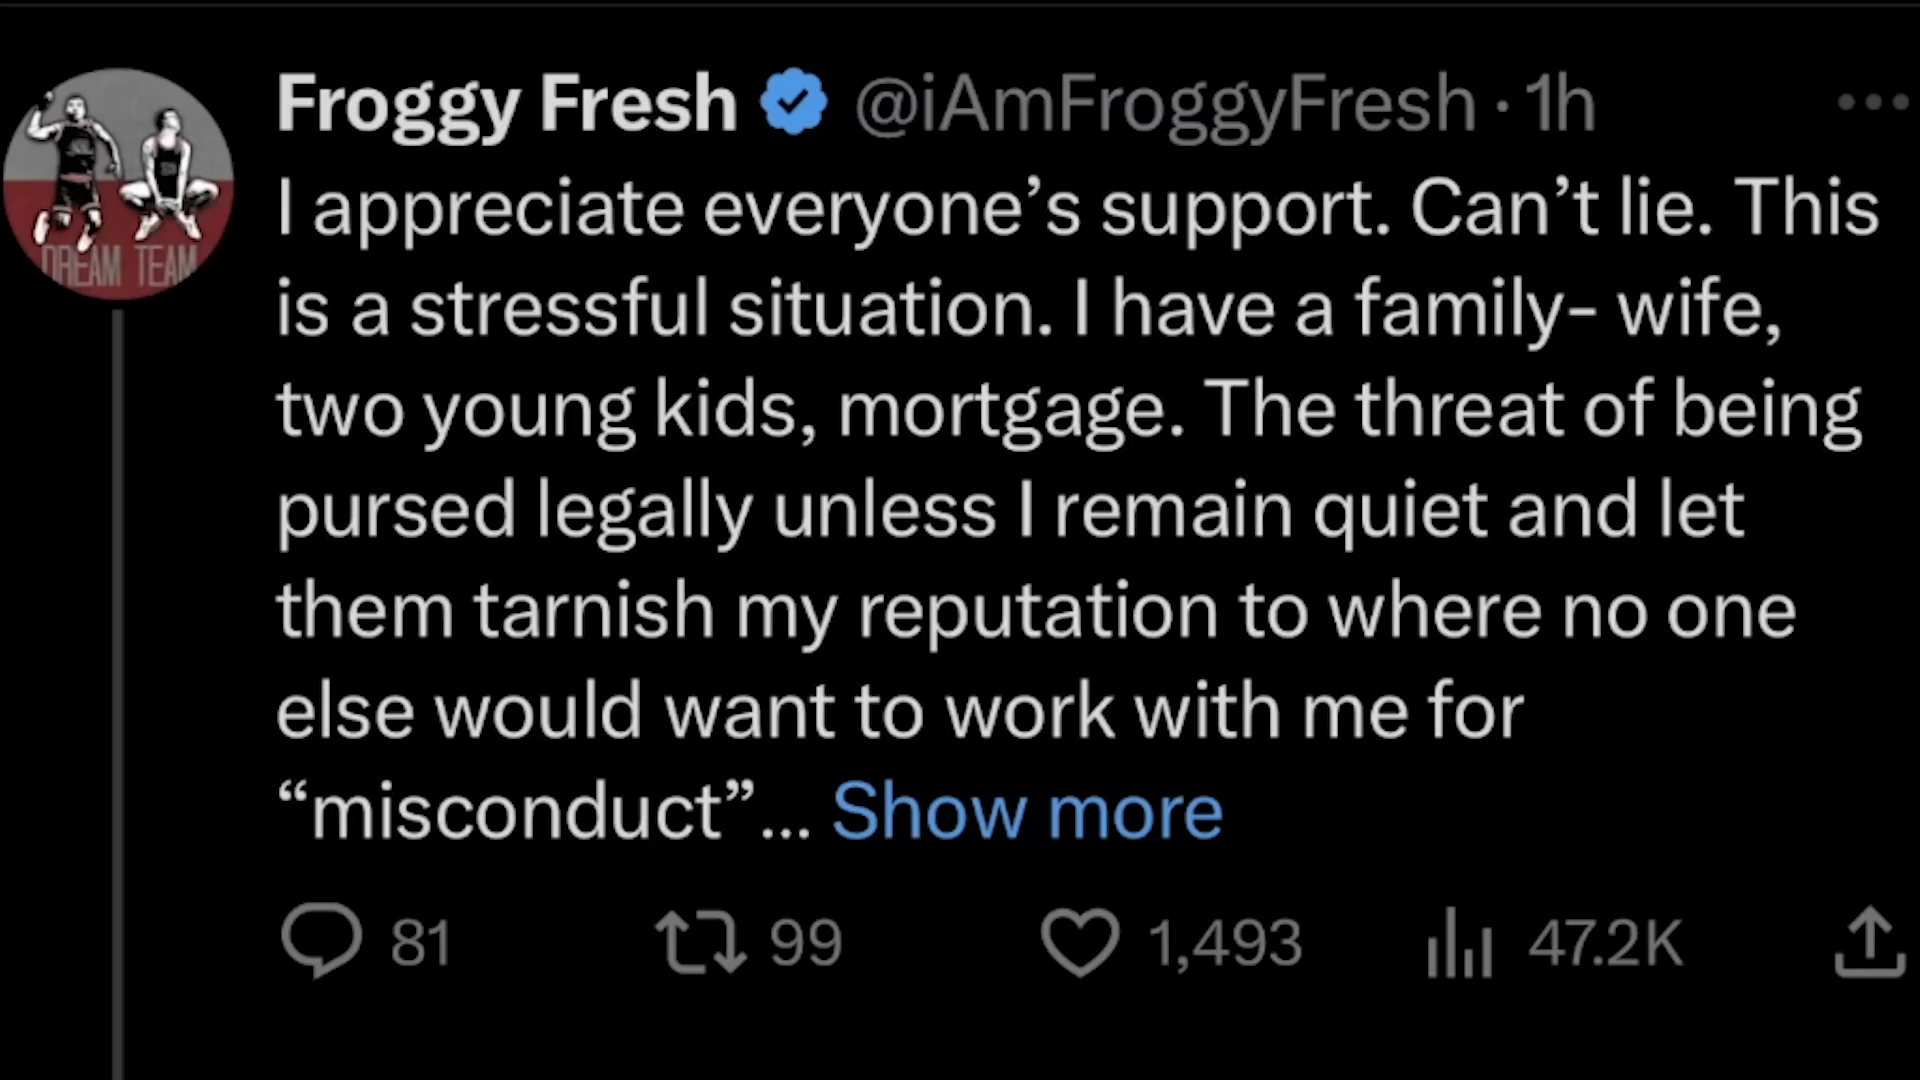 Froggy Fresh @iAmFroggyFresh · 1h
I appreciate everyone’s support. Can’t lie. This
is a stressful situation. I have a family- wife,
two young kids, mortgage. The threat of being
pursed legally unless I remain quiet and let
them tarnish my reputation to where no one
else would want to work with me for
“misconduct”... Show more
81 99 1,493 47.2K
DREAM TEAM